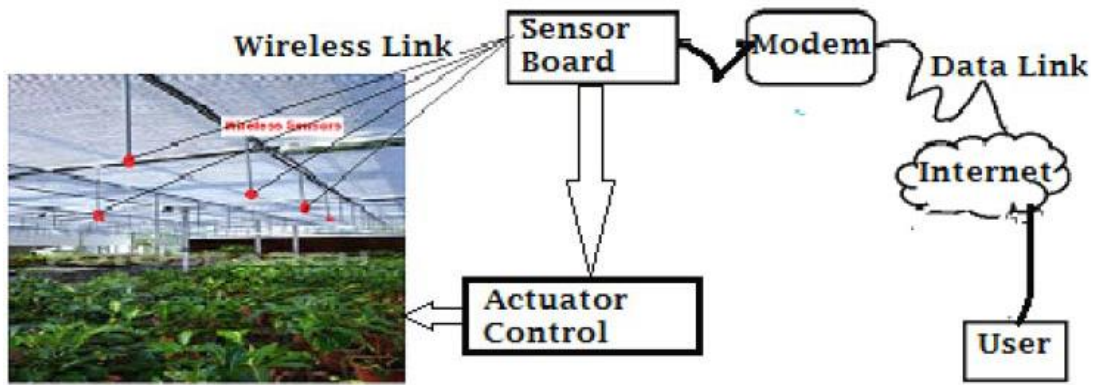 Wireless Link
Sensor
Board
Modem
Data Link
Wireless Sensors
Internet
Actuator
Control
User